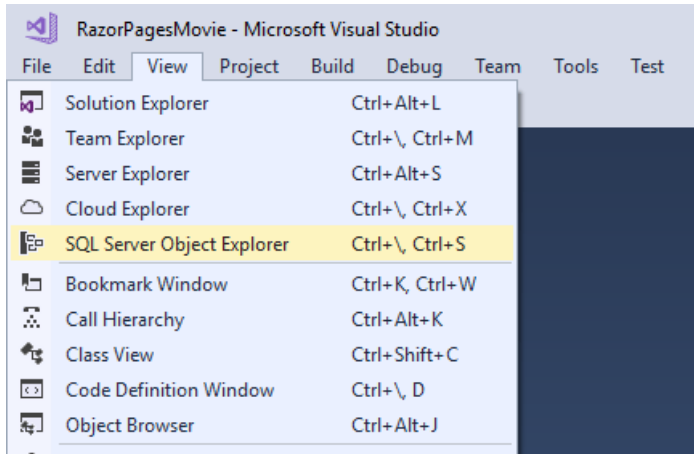 RazorPagesMovie - Microsoft Visual Studio
File Edit View Project Build Debug Team Tools Test
Solution Explorer Ctrl+Alt+L
Team Explorer Ctrl+\, Ctrl+M
Server Explorer Ctrl+Alt+S
Cloud Explorer Ctrl+\, Ctrl+X
SQL Server Object Explorer Ctrl+\, Ctrl+S
Bookmark Window Ctrl+K, Ctrl+W
Call Hierarchy Ctrl+Alt+K
Class View Ctrl+Shift+C
Code Definition Window Ctrl+\, D
Object Browser Ctrl+Alt+J